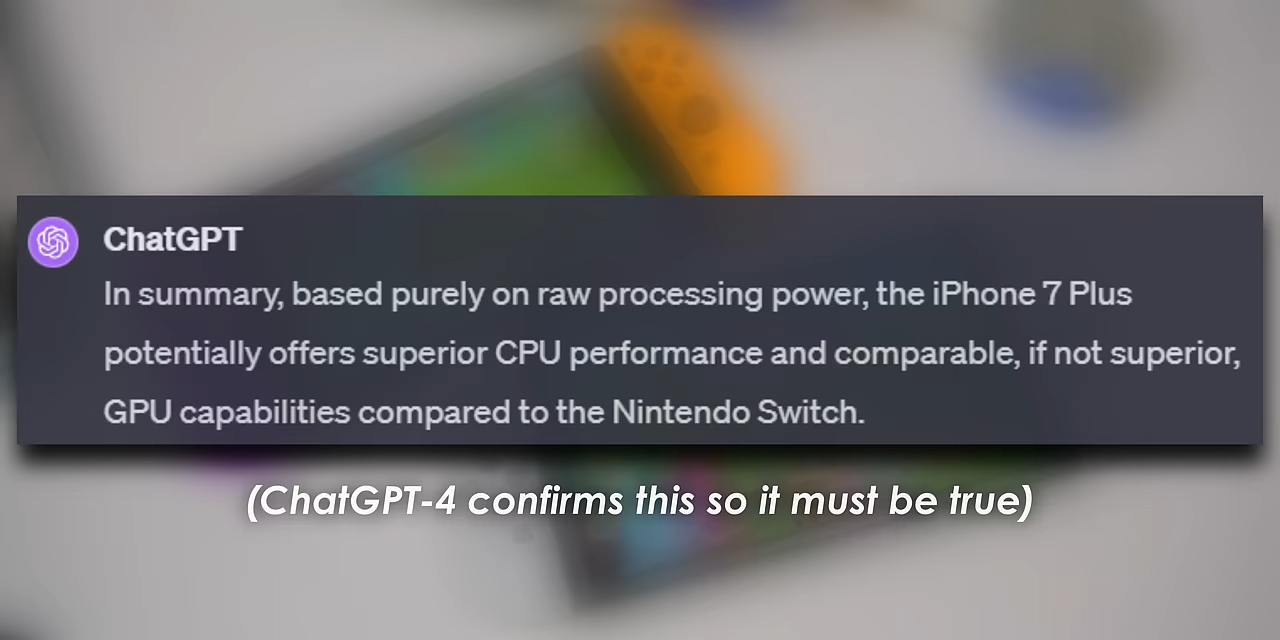 ChatGPT
In summary, based purely on raw processing power, the iPhone 7 Plus
potentially offers superior CPU performance and comparable, if not superior,
GPU capabilities compared to the Nintendo Switch.
(ChatGPT-4 confirms this so it must be true)